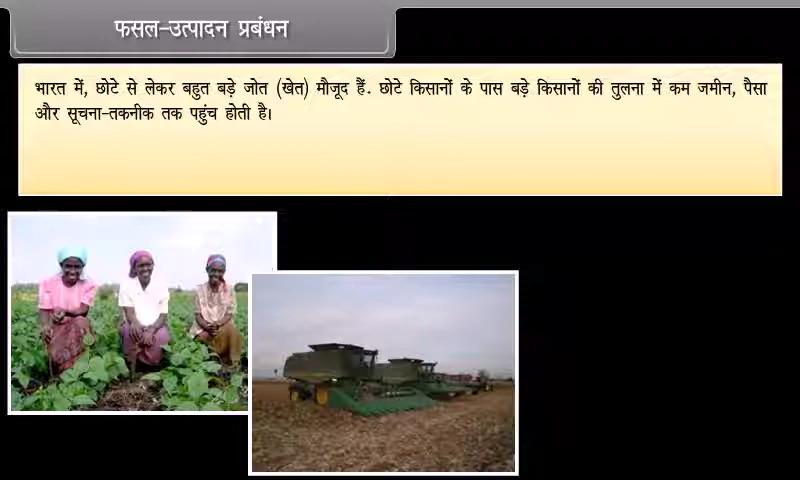 फसल-उत्पादन प्रबंधन
भारत में, छोटे से लेकर बहुत बड़े जोत (खेत) मौजूद हैं. छोटे किसानों के पास बड़े किसानों की तुलना में कम जमीन, पैसा
और सूचना-तकनीक तक पहुंच होती है।